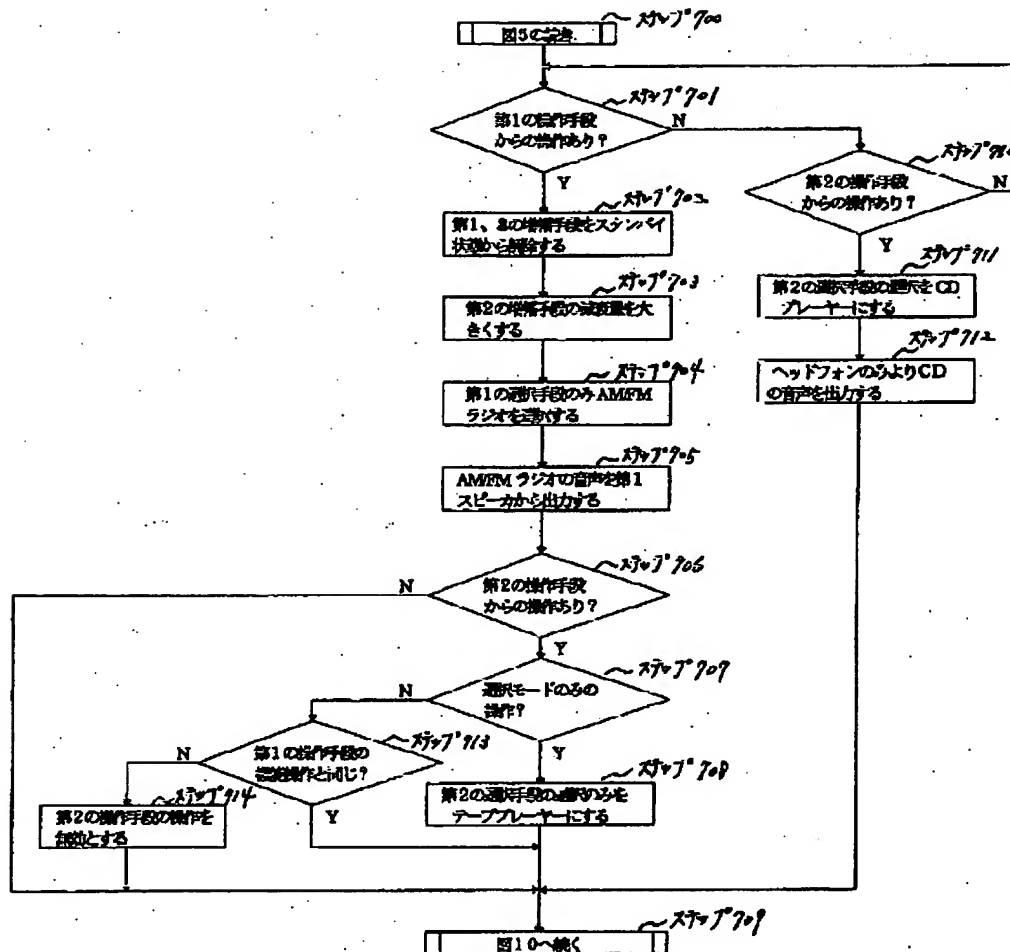 ステップ700
図5の続き
ステップ701
第1の操作手段
からの操作あり?
N
Y
第2の操作手段
からの操作あり?
N
Y
ステップ702
第1、2の増幅手段をスタンバイ
状態から解除する
ステップ711
第2の選択手段の選択をCD
プレーヤーにする
ステップ703
第2の増幅手段の減衰量を大
きくする
ステップ712
ヘッドフォンのみよりCD
の音声を出力する
ステップ704
第1の選択手段のみAM/FM
ラジオを選択する
ステップ705
AM/FMラジオの音声を第1
スピーカから出力する
ステップ706
第2の操作手段
からの操作あり?
N
Y
ステップ707
選択モードのみの
操作?
N
Y
ステップ713
第1の操作手段の
操作と同じ?
N
Y
ステップ708
第2の選択手段の選択のみを
テーププレーヤーにする
ステップ714
第2の操作手段の操作を
無効とする
ステップ709
図10へ続く